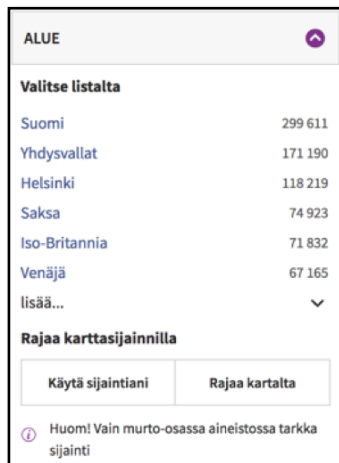 ALUE
Valitse listalta
Suomi 299 611
Yhdysvallat 171 190
Helsinki 118 219
Saksa 74 923
Iso-Britannia 71 832
Venäjä 67 165
lisää...
Rajaa karttasijainnilla
Käytä sijaintiani Rajaa kartalta
Huom! Vain murto-osassa aineistossa tarkka
sijainti